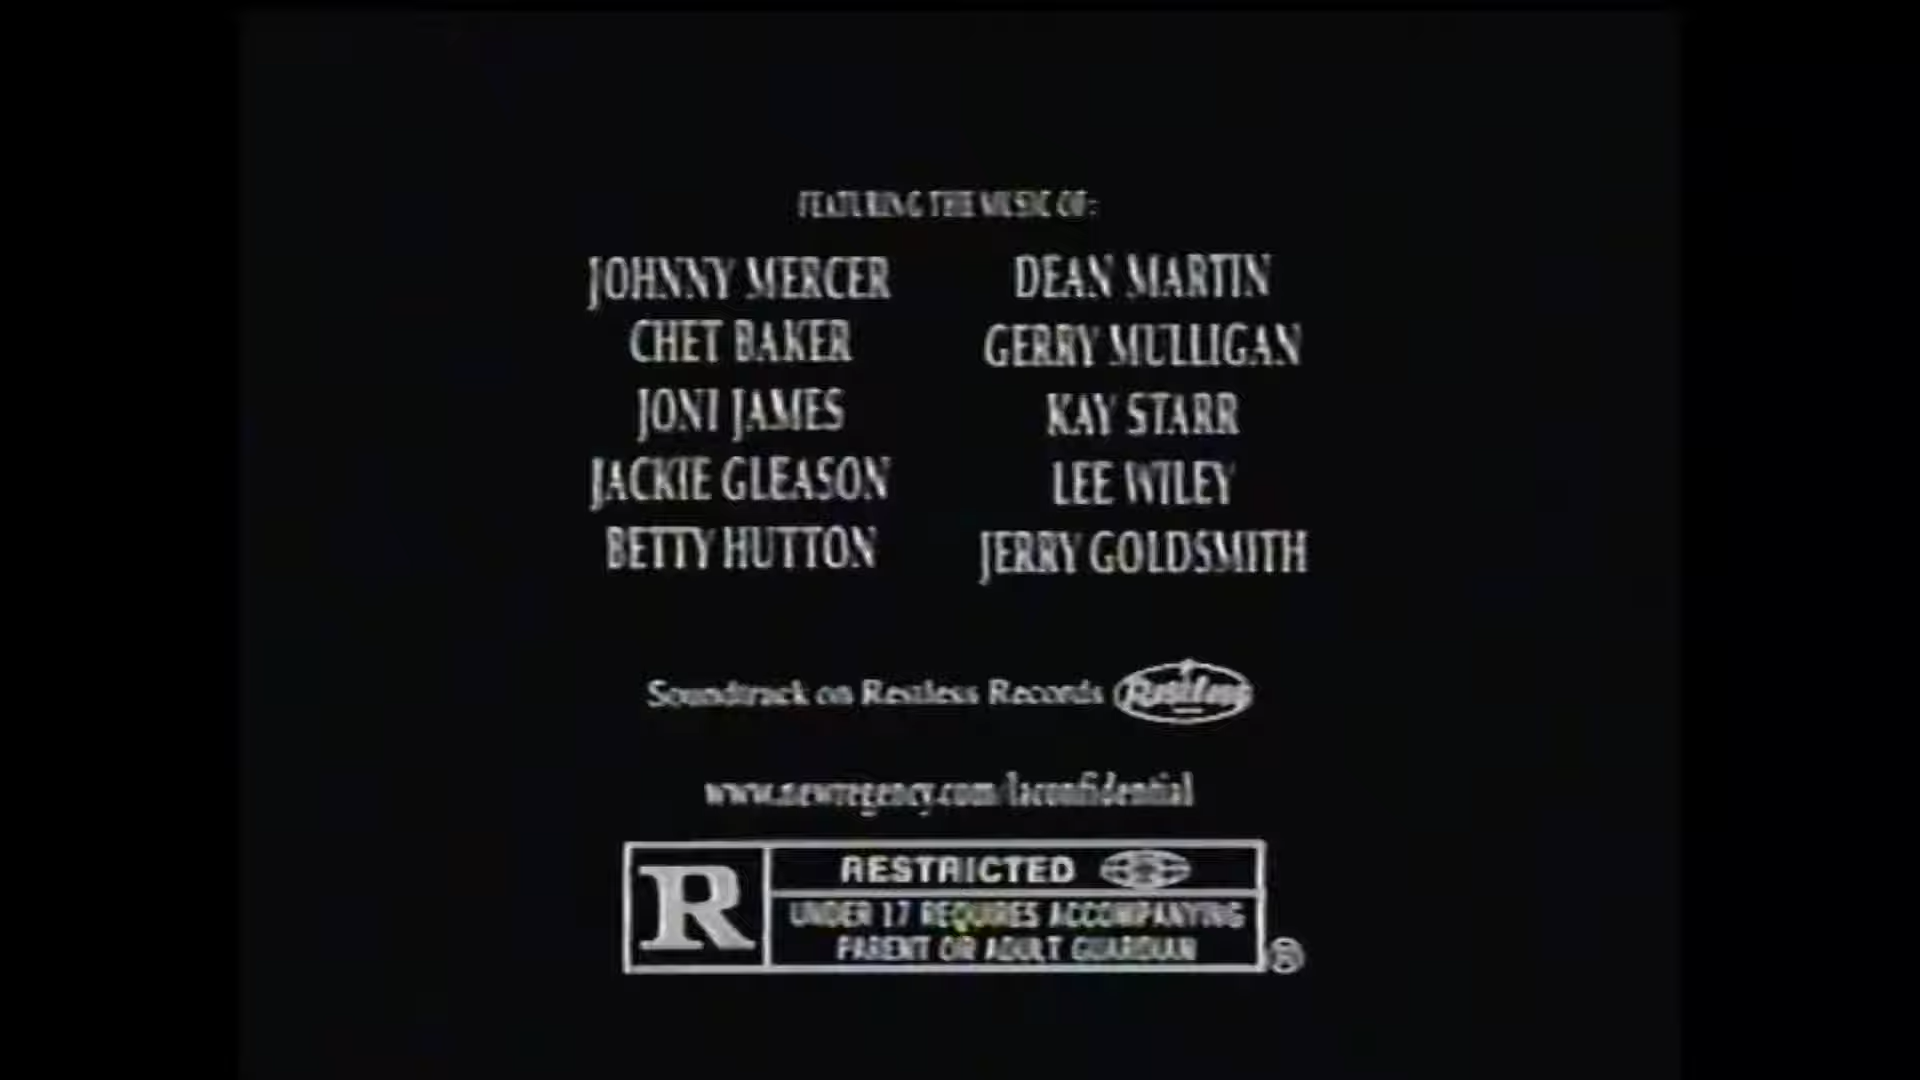 FEATURING THE MUSIC OF:
JOHNNY MERCER
DEAN MARTIN
CHET BAKER
GERRY MULLIGAN
JONI JAMES
KAY STARR
JACKIE GLEASON
LEE WILEY
BETTY HUTTON
JERRY GOLDSMITH
Soundtrack on Restless Records Restless
www.newregency.com/laconfidential
R
RESTRICTED
UNDER 17 REQUIRES ACCOMPANYING
PARENT OR ADULT GUARDIAN
®